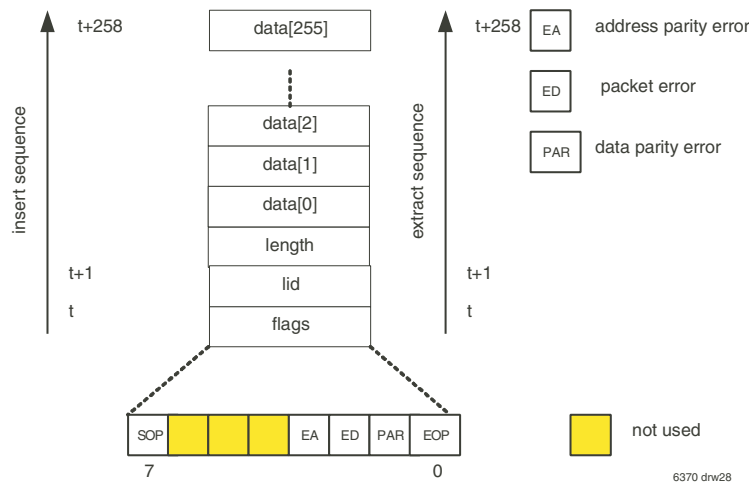 t+258
data[255]
t+258
EA
address parity error
ED
packet error
PAR
data parity error
insert sequence
extract sequence
data[2]
data[1]
data[0]
length
t+1
lid
t+1
t
flags
t
SOP
EA
ED
PAR
EOP
not used
7
0
6370 drw28